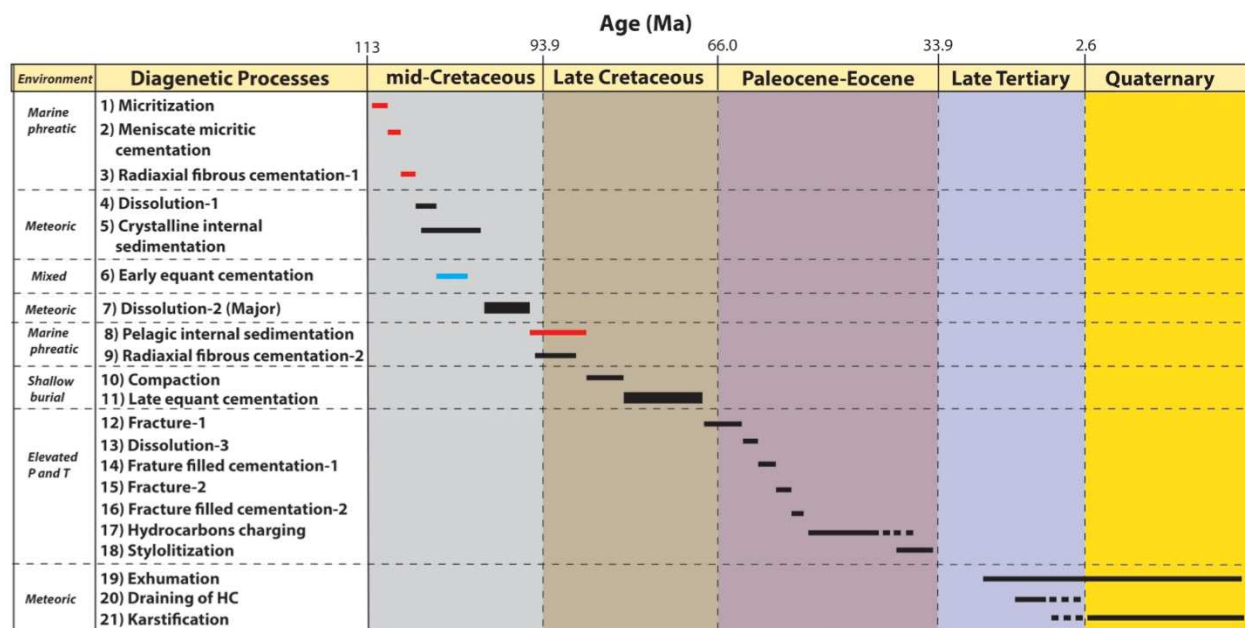 Age (Ma)
113 93.9 66.0 33.9 2.6
Environment Diagenetic Processes mid-Cretaceous Late Cretaceous Paleocene-Eocene Late Tertiary Quaternary
Marine
phreatic
1) Micritization
2) Meniscate micritic
cementation
3) Radiaxial fibrous cementation-1
Meteoric
4) Dissolution-1
5) Crystalline internal
sedimentation
Mixed
6) Early equant cementation
Meteoric
7) Dissolution-2 (Major)
Marine
phreatic
8) Pelagic internal sedimentation
9) Radiaxial fibrous cementation-2
Shallow
burial
10) Compaction
11) Late equant cementation
Elevated
P and T
12) Fracture-1
13) Dissolution-3
14) Frature filled cementation-1
15) Fracture-2
16) Fracture filled cementation-2
17) Hydrocarbons charging
18) Stylolitization
Meteoric
19) Exhumation
20) Draining of HC
21) Karstification